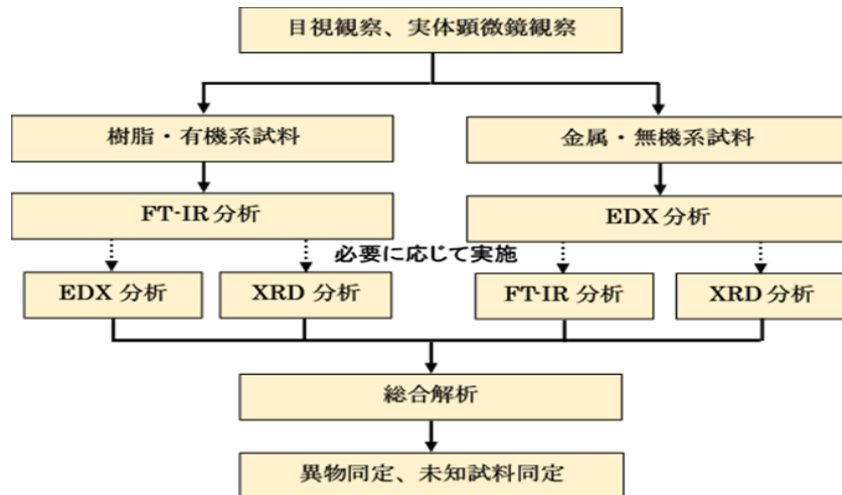 目視観察、実体顕微鏡観察
樹脂・有機系試料
金属・無機系試料
FT-IR 分析
EDX 分析
必要に応じて実施
EDX 分析
XRD 分析
FT-IR 分析
XRD 分析
総合解析
異物同定、未知試料同定